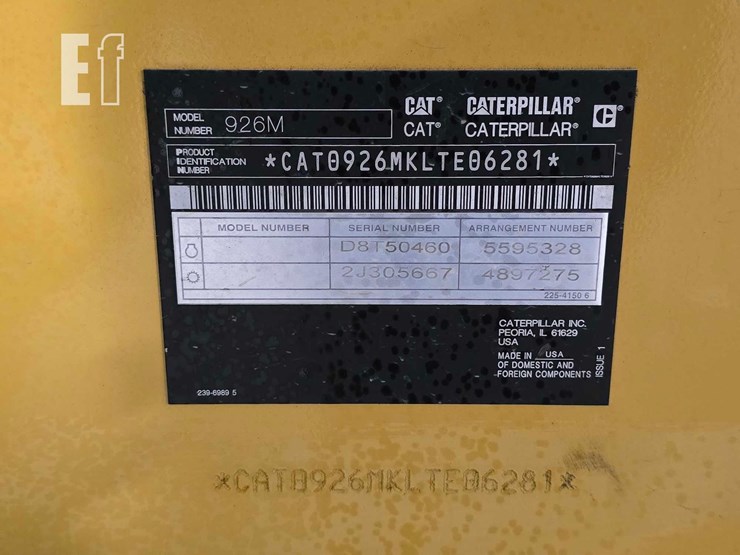 Ef
MODEL NUMBER 926M
CAT® CATERPILLAR®
CAT® CATERPILLAR®
PRODUCT IDENTIFICATION NUMBER *CAT0926MKLTE06281*
MODEL NUMBER SERIAL NUMBER ARRANGEMENT NUMBER
D8T50460 5595328
2J305667 4897275
225-4150 6
CATERPILLAR INC.
PEORIA, IL 61629
USA
MADE IN USA
OF DOMESTIC AND
FOREIGN COMPONENTS
ISSUE 1
239-6969 5
*CAT0926MKLTE06281*